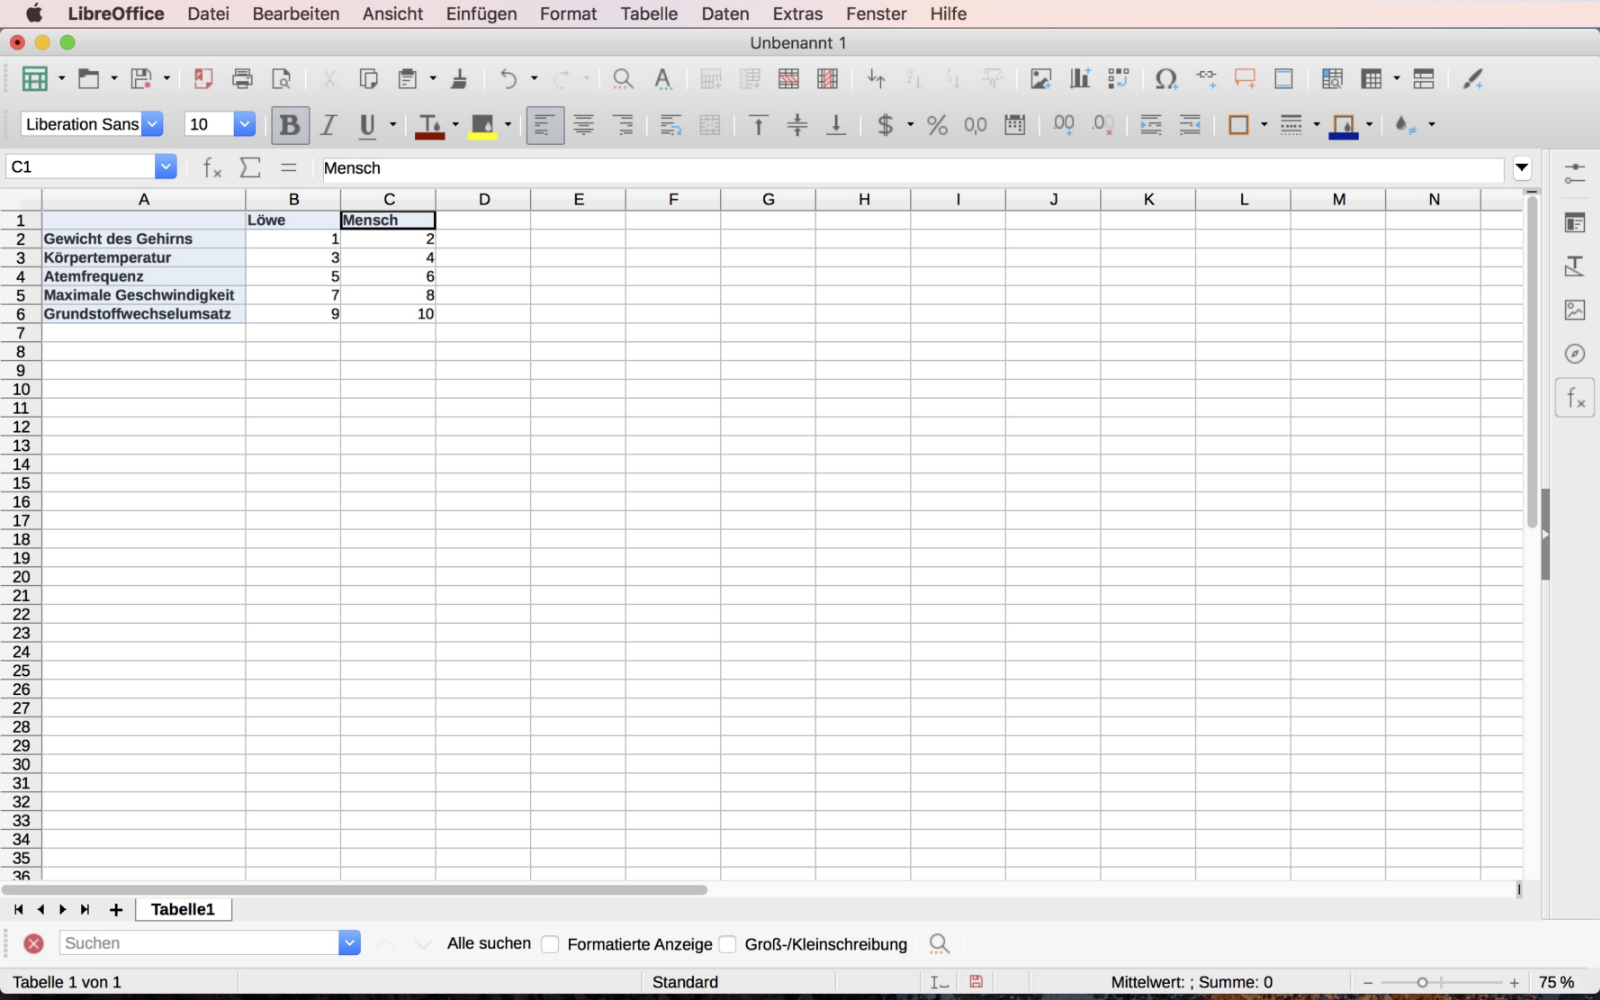 LibreOffice Datei Bearbeiten Ansicht Einfügen Format Tabelle Daten Extras Fenster Hilfe
Unbenannt 1
Liberation Sans 10
C1 Mensch
A B C D E F G H I J K L M N
1 Löwe Mensch
2 Gewicht des Gehirns 1 2
3 Körpertemperatur 3 4
4 Atemfrequenz 5 6
5 Maximale Geschwindigkeit 7 8
6 Grundstoffwechselumsatz 9 10
7
8
9
10
11
12
13
14
15
16
17
18
19
20
21
22
23
24
25
26
27
28
29
30
31
32
33
34
35
36
Tabelle1
Suchen Alle suchen Formatierte Anzeige Groß-/Kleinschreibung
Tabelle 1 von 1 Standard Mittelwert: ; Summe: 0 75 %